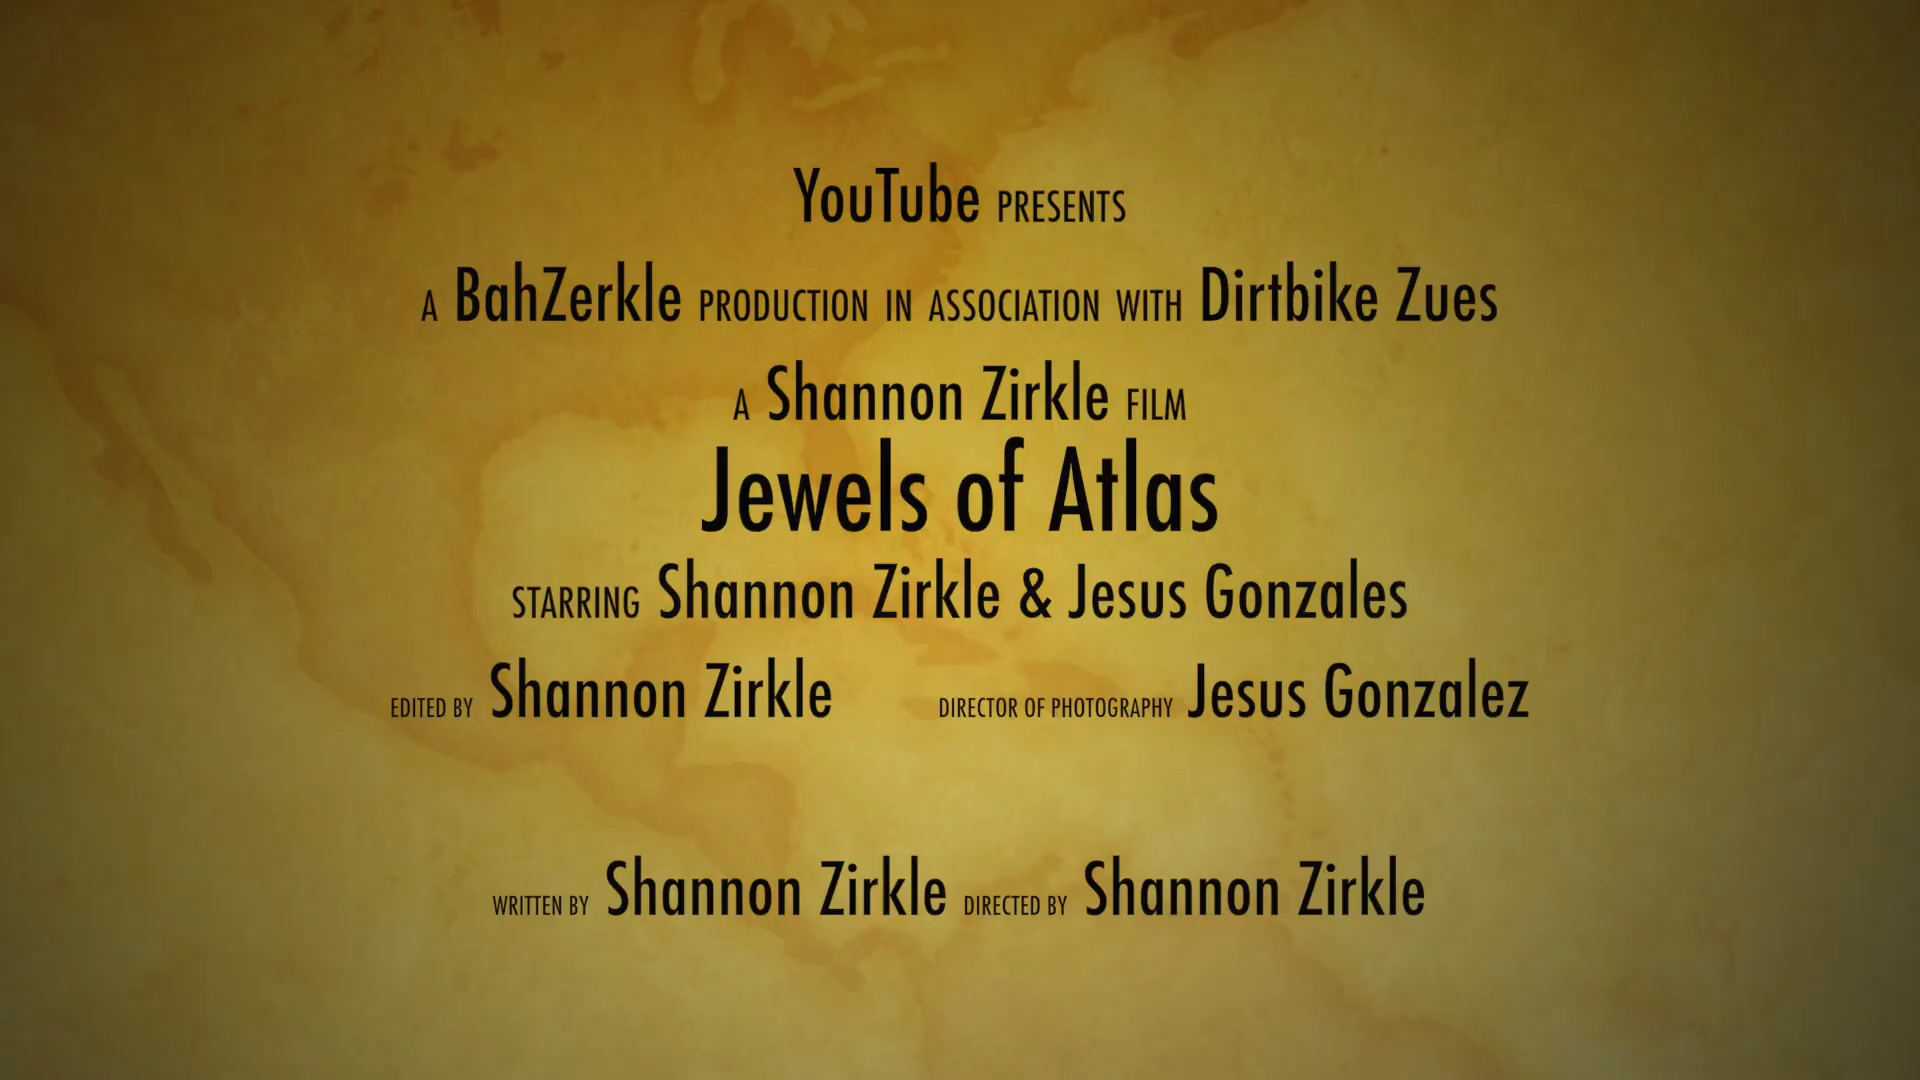 YouTube PRESENTS
A BahZerkle PRODUCTION IN ASSOCIATION WITH Dirtbike Zues
A Shannon Zirkle FILM
Jewels of Atlas
STARRING Shannon Zirkle & Jesus Gonzales
EDITED BY Shannon Zirkle DIRECTOR OF PHOTOGRAPHY Jesus Gonzalez
WRITTEN BY Shannon Zirkle DIRECTED BY Shannon Zirkle